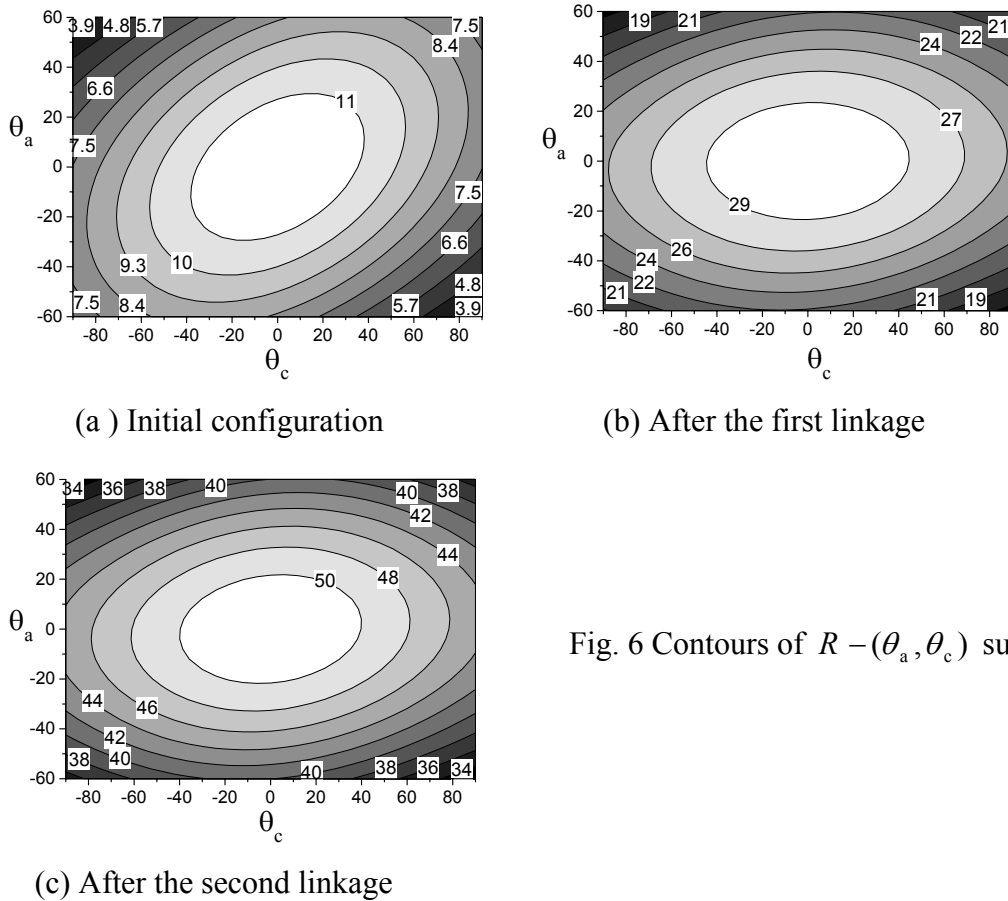 3.9 4.8 5.7 7.5
8.4
6.6
11
7.5
7.5
9.3 10 6.6
4.8
7.5 8.4 5.7 3.9
60
40
20
0
-20
-40
-60
θa
-80 -60 -40 -20 0 20 40 60 80
θc
(a ) Initial configuration
19 21 21
24 22
27
29
26
24
22
21 21 19
60
40
20
0
-20
-40
-60
θa
-80 -60 -40 -20 0 20 40 60 80
θc
(b) After the first linkage
34 36 38 40 40 38
42
44
50 48
44 46
42
38 40 40 38 36 34
60
40
20
0
-20
-40
-60
θa
-80 -60 -40 -20 0 20 40 60 80
θc
(c) After the second linkage
Fig. 6 Contours of R −(θa,θc) su